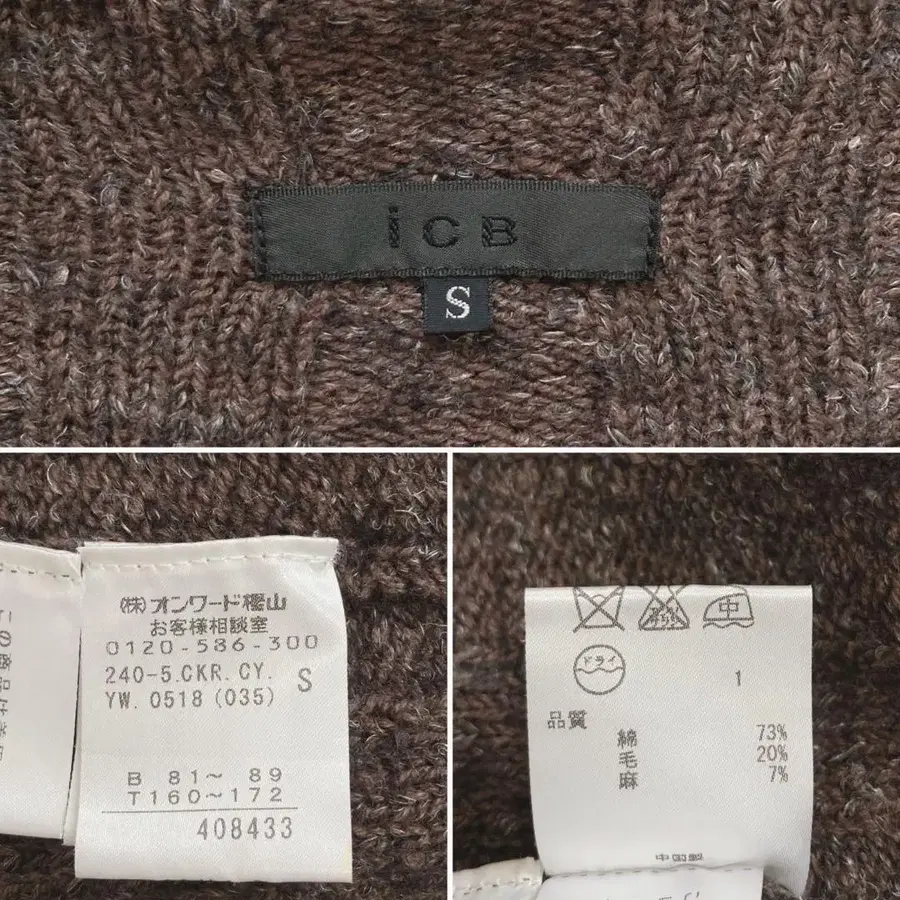 iCB
S
(株)オンワード樫山
お客様相談室
0120-586-300
240-5.CKR.CY. S
YW.0518(035)
B 81～ 89
T160～172
408433
中
ドライ
1
品質
綿 73%
毛 20%
麻 7%
中国製